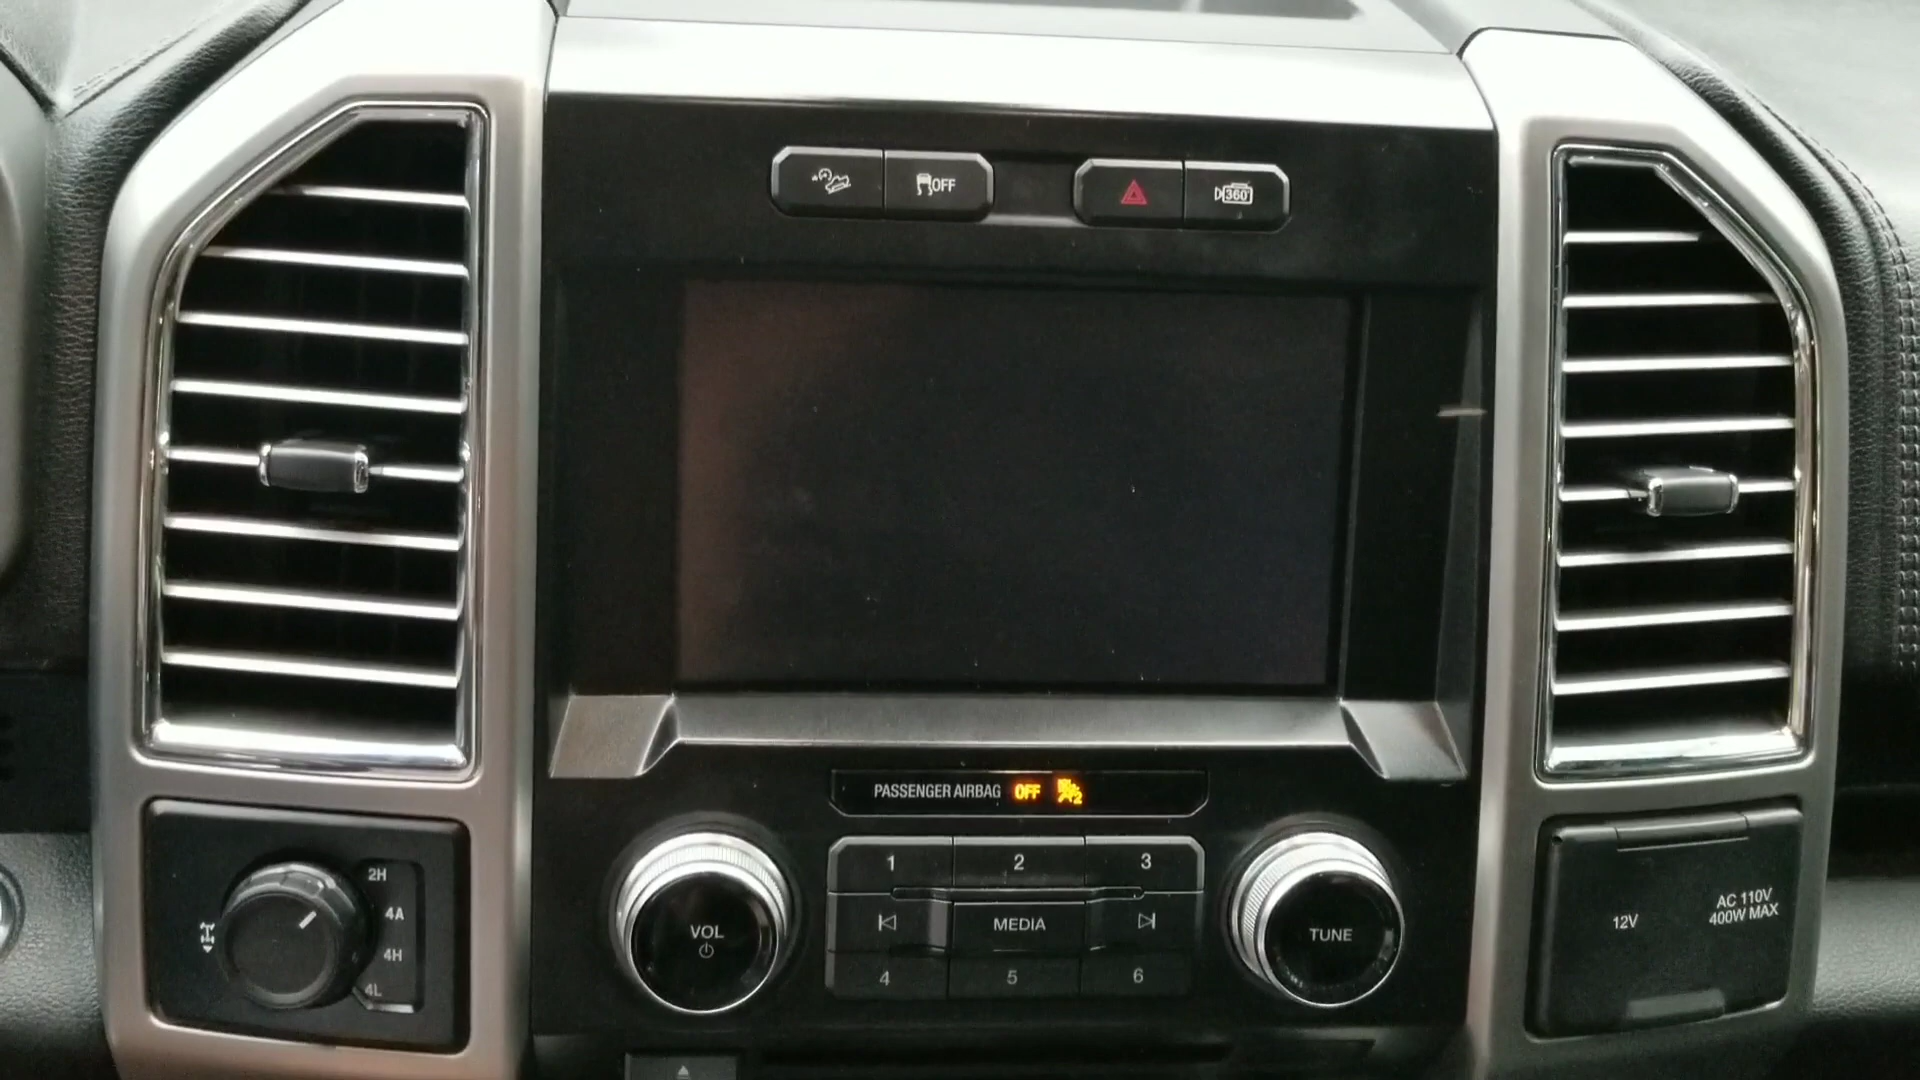 OFF
360°
PASSENGER AIRBAG OFF 2
1 2 3
MEDIA
4 5 6
VOL
TUNE
2H
4A
4H
4L
12V
AC 110V
400W MAX